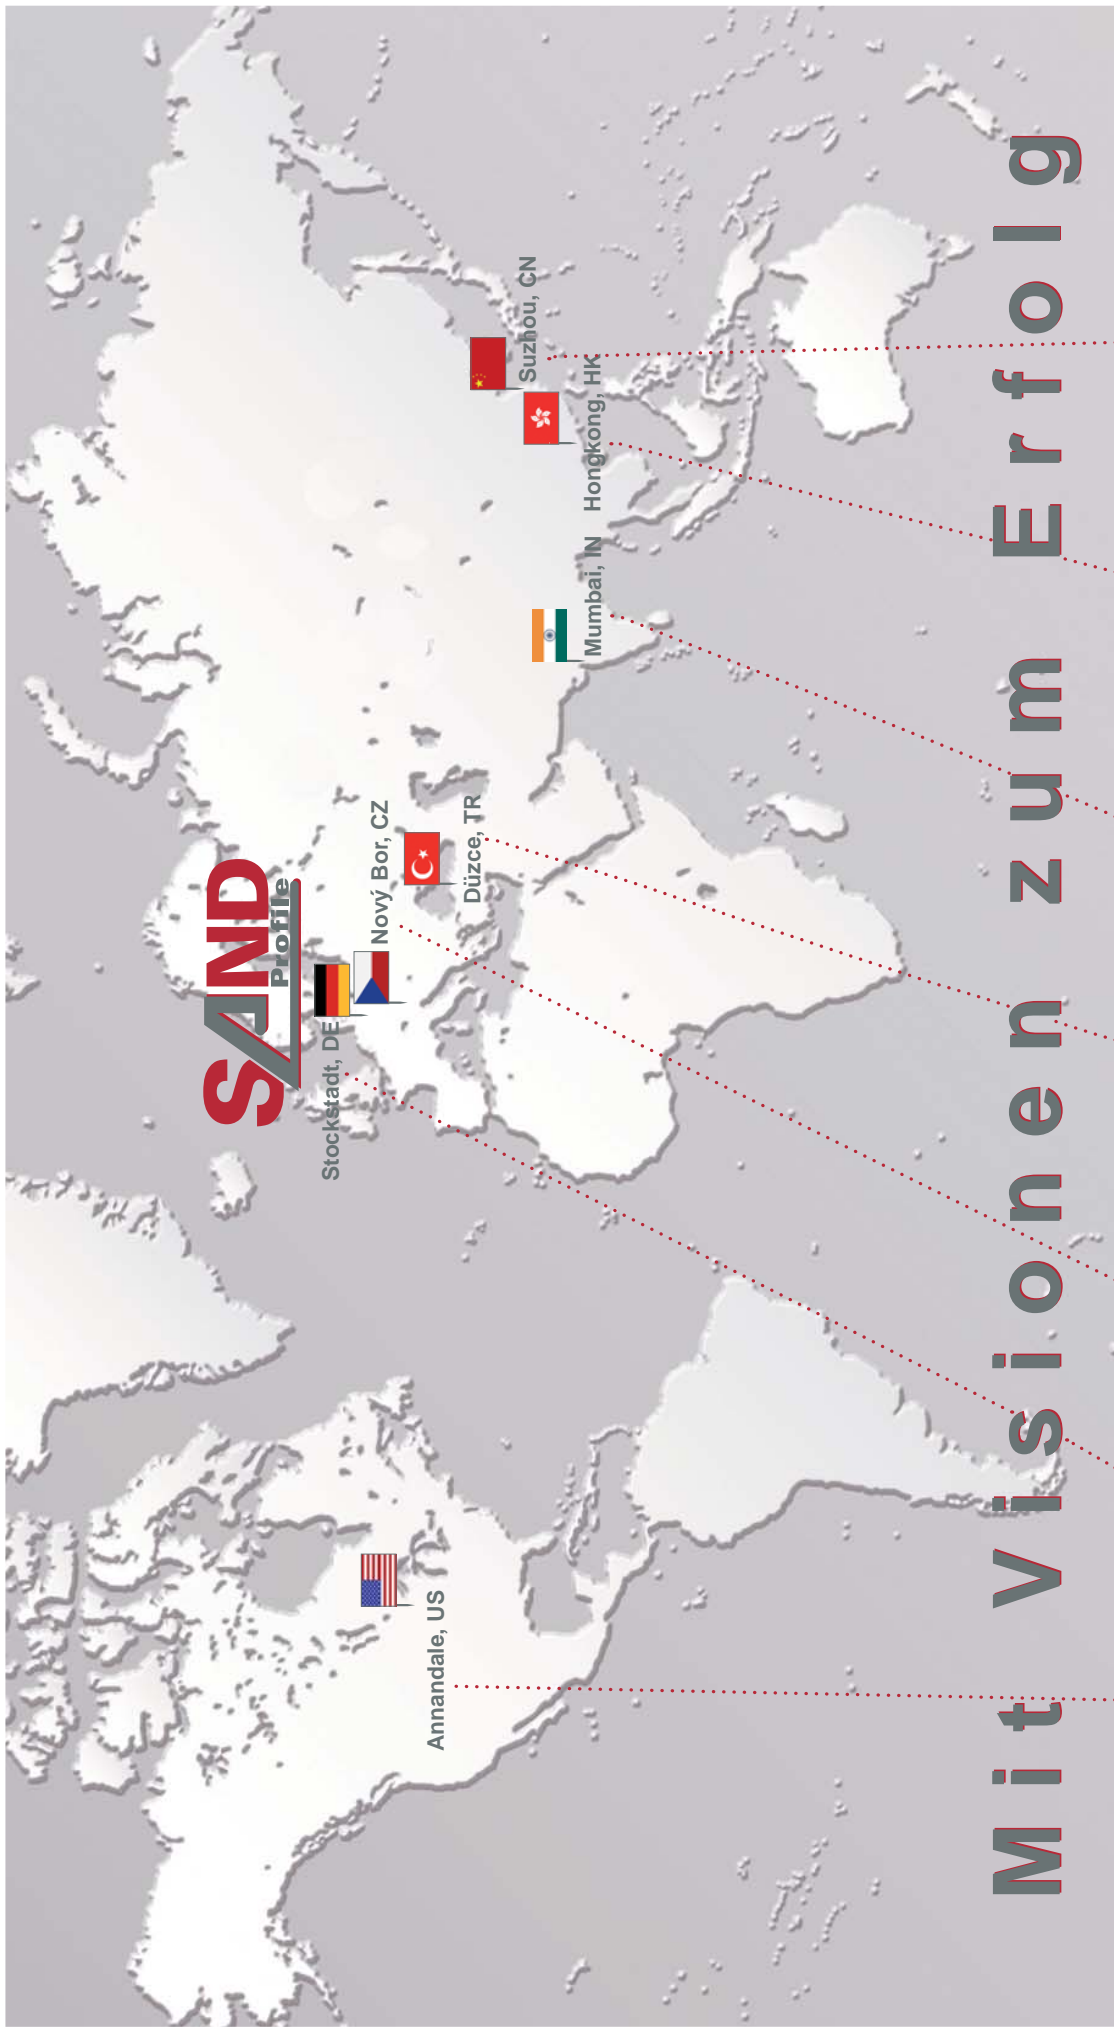 SAND
Profile
Stockstadt, DE
Nový Bor, CZ
Düzce, TR
Annandale, US
Mumbai, IN
Hongkong, HK
Suzhou, CN
Mit Visionen zum Erfolg